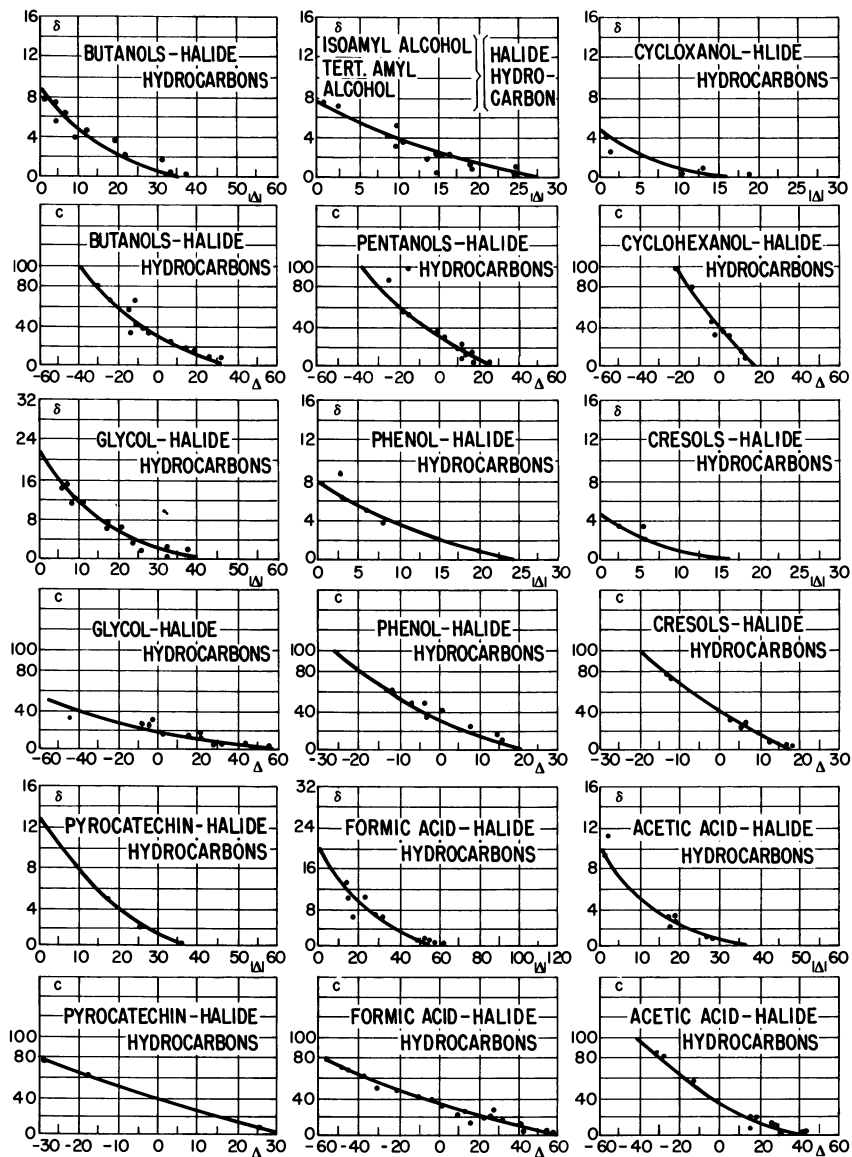 δ
BUTANOLS-HALIDE
HYDROCARBONS
16
12
8
4
0
0 10 20 30 40 50 60
|Δ|
δ
ISOAMYL ALCOHOL
TERT. AMYL
ALCOHOL
HALIDE
HYDRO-
CARBON
16
12
8
4
0
0 5 10 15 20 25 30
|Δ|
δ
CYCLOXANOL-HLIDE
HYDROCARBONS
16
12
8
4
0
0 5 10 15 20 25 30
|Δ|
c
BUTANOLS-HALIDE
HYDROCARBONS
100
80
40
0
-60 -40 -20 0 20 40 60
Δ
c
PENTANOLS-HALIDE
HYDROCARBONS
100
80
40
0
-60 -40 -20 0 20 40 60
Δ
c
CYCLOHEXANOL-HALIDE
HYDROCARBONS
100
80
40
0
-60 -40 -20 0 20 40 60
Δ
δ
GLYCOL-HALIDE
HYDROCARBONS
32
24
16
8
0
0 10 20 30 40 50 60
|Δ|
δ
PHENOL-HALIDE
HYDROCARBONS
16
12
8
4
0
0 5 10 15 20 25 30
|Δ|
δ
CRESOLS-HALIDE
HYDROCARBONS
16
12
8
4
0
0 5 10 15 20 25 30
|Δ|
c
GLYCOL-HALIDE
HYDROCARBONS
100
80
40
0
-60 -40 -20 0 20 40 60
Δ
c
PHENOL-HALIDE
HYDROCARBONS
100
80
40
0
-30 -20 -10 0 10 20 30
Δ
c
CRESOLS-HALIDE
HYDROCARBONS
100
80
40
0
-30 -20 -10 0 10 20 30
Δ
δ
PYROCATECHIN-HALIDE
HYDROCARBONS
16
12
8
4
0
0 10 20 30 40 50 60
|Δ|
δ
FORMIC ACID-HALIDE
HYDROCARBONS
32
24
16
8
0
0 20 40 60 80 100 120
|Δ|
δ
ACETIC ACID-HALIDE
HYDROCARBONS
16
12
8
4
0
0 10 20 30 40 50 60
|Δ|
c
PYROCATECHIN-HALIDE
HYDROCARBONS
100
80
40
0
-30 -20 -10 0 10 20 30
Δ
c
FORMIC ACID-HALIDE
HYDROCARBONS
100
80
40
0
-60 -40 -20 0 20 40 60
Δ
c
ACETIC ACID-HALIDE
HYDROCARBONS
100
80
40
0
-60 -40 -20 0 20 40 60
Δ